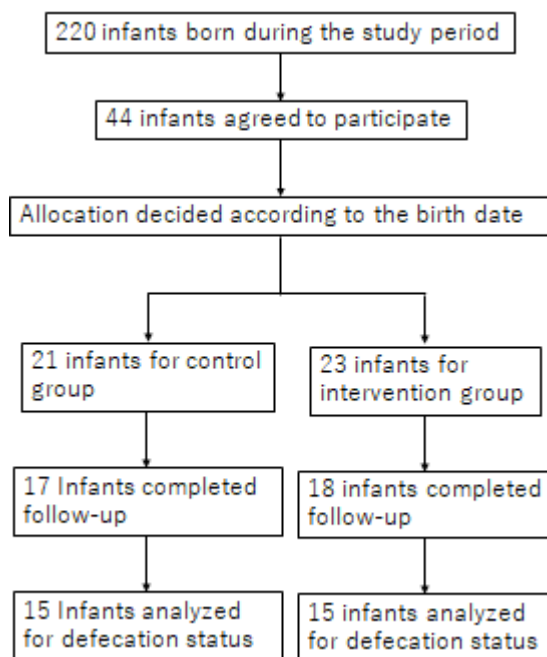 220 infants born during the study period
44 infants agreed to participate
Allocation decided according to the birth date
21 infants for control
group
23 infants for
intervention group
17 Infants completed
follow-up
18 infants completed
follow-up
15 Infants analyzed
for defecation status
15 infants analyzed
for defecation status